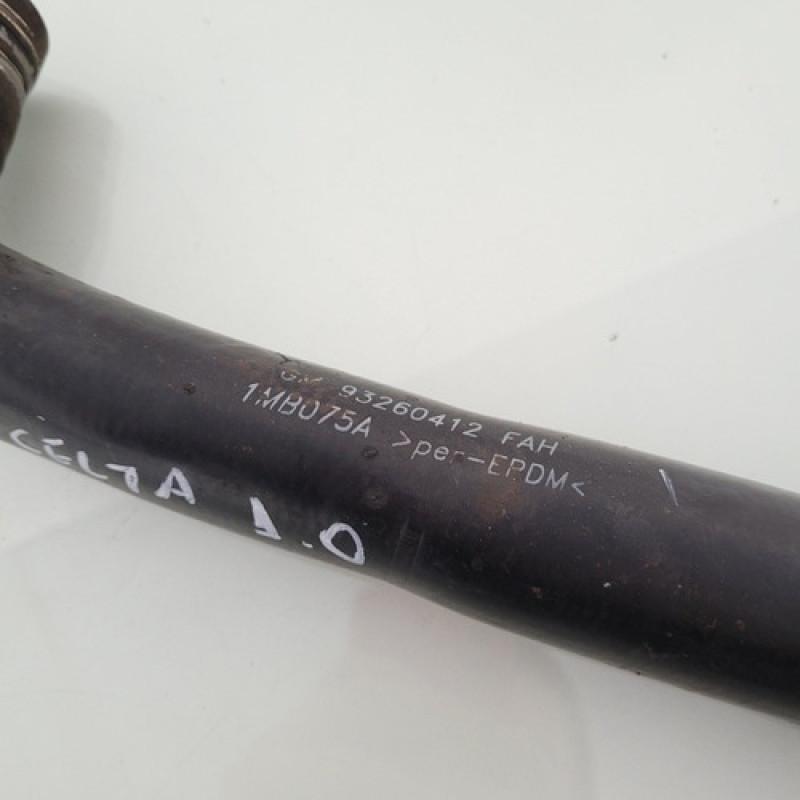 GM 93260412 FAH
1MB075A >per-EPDM<
CELTA 1.0